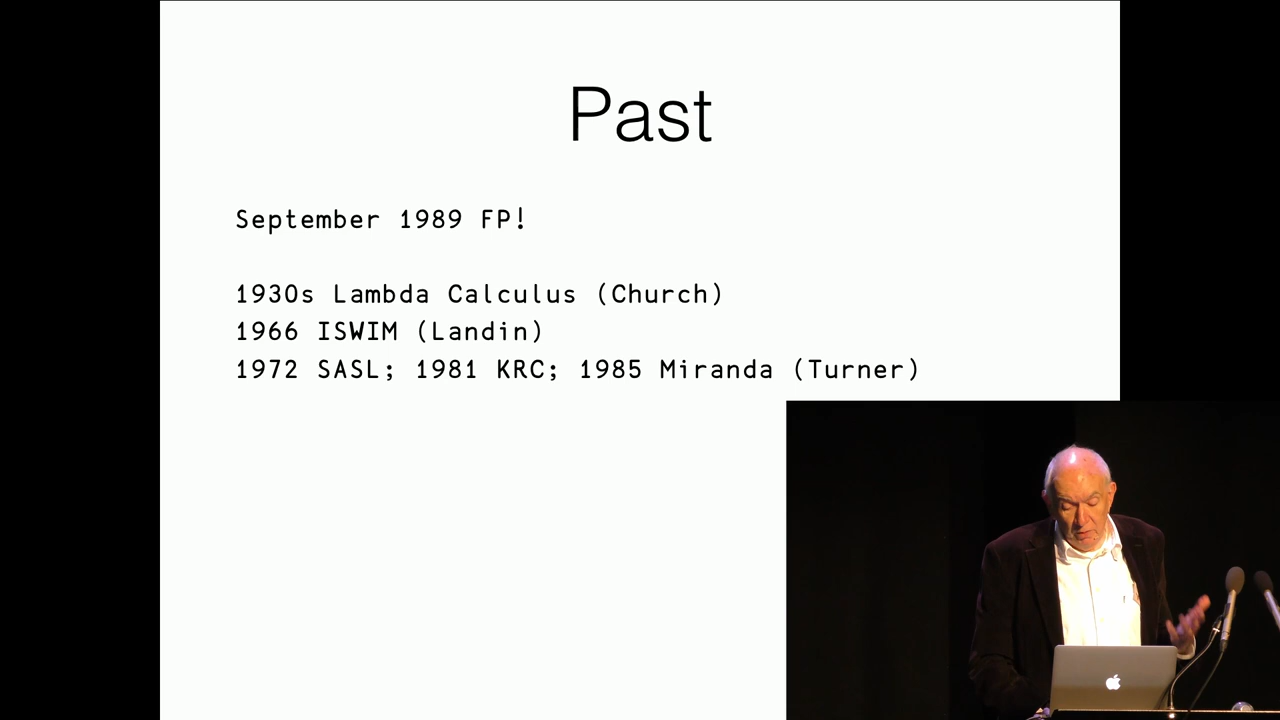 Past
September 1989 FP!
1930s Lambda Calculus (Church)
1966 ISWIM (Landin)
1972 SASL; 1981 KRC; 1985 Miranda (Turner)